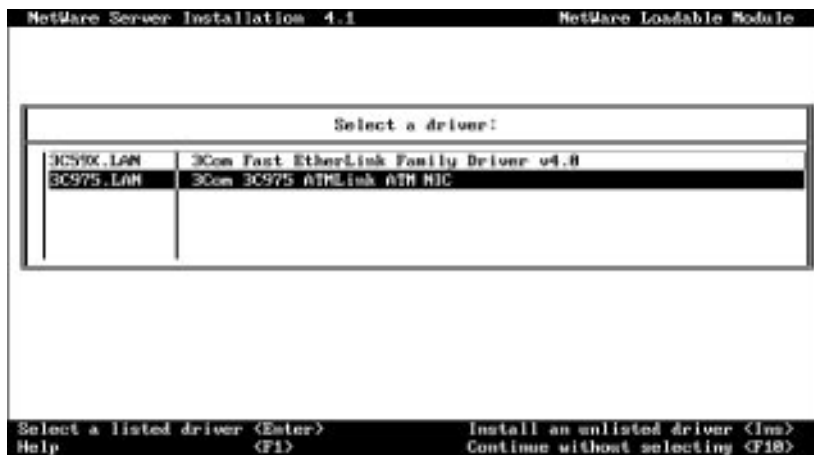 NetWare Server Installation 4.1 NetWare Loadable Module
Select a driver:
3C59X.LAN 3Com Fast EtherLink Family Driver v4.0
3C975.LAN 3Com 3C975 ATMLink ATM NIC
Select a listed driver <Enter> Install an unlisted driver <Ins>
Help <F1> Continue without selecting <F10>